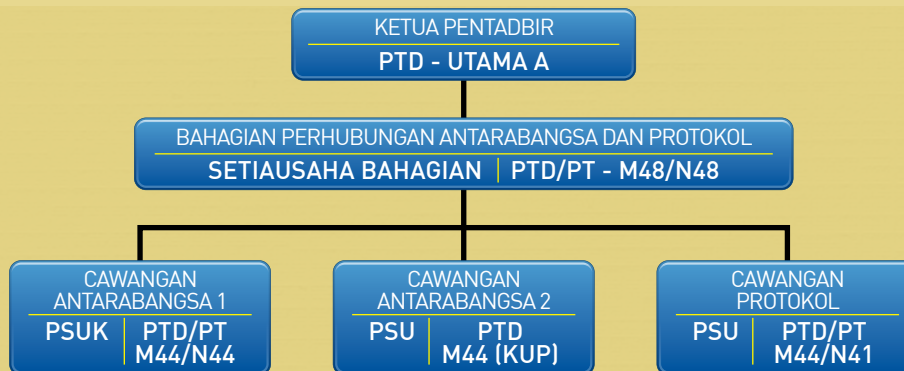 KETUA PENTADBIR
PTD - UTAMA A
BAHAGIAN PERHUBUNGAN ANTARABANGSA DAN PROTOKOL
SETIAUSAHA BAHAGIAN PTD/PT - M48/N48
CAWANGAN
ANTARABANGSA 1
PSUK PTD/PT
M44/N44
CAWANGAN
ANTARABANGSA 2
PSU PTD
M44 (KUP)
CAWANGAN
PROTOKOL
PSU PTD/PT
M44/N41